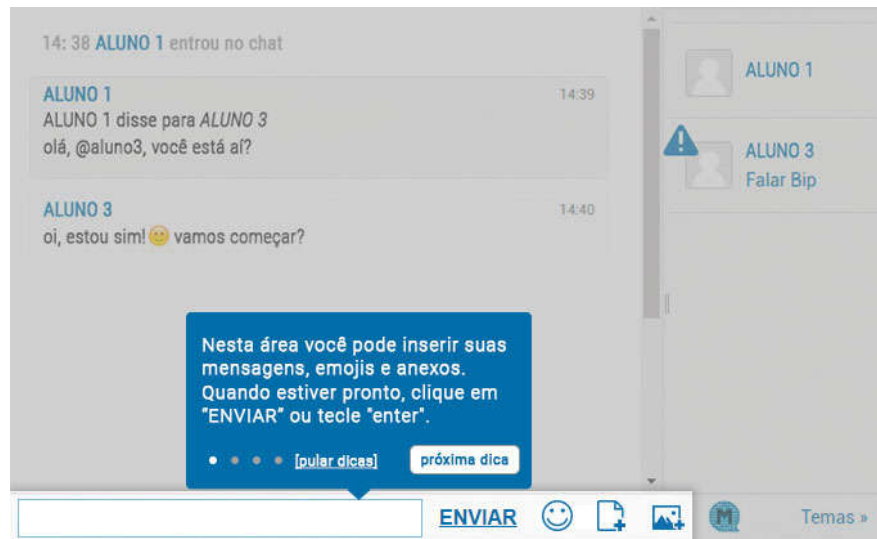 14: 38 ALUNO 1 entrou no chat
ALUNO 1 14:39
ALUNO 1 disse para ALUNO 3
olá, @aluno3, você está aí?
ALUNO 3 14:40
oi, estou sim! 🙂 vamos começar?
ALUNO 1
ALUNO 3
Falar Bip
Nesta área você pode inserir suas
mensagens, emojis e anexos.
Quando estiver pronto, clique em
"ENVIAR" ou tecle "enter".
[pular dicas] próxima dica
ENVIAR M Temas »